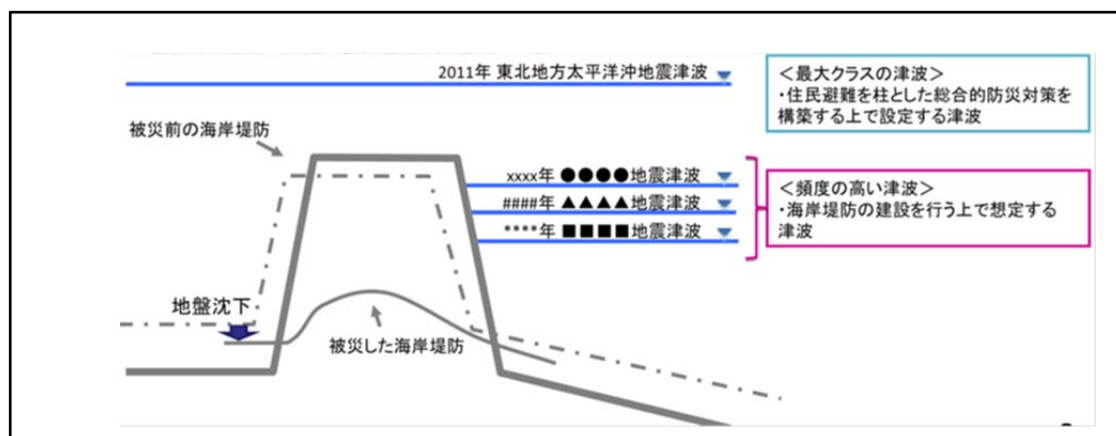 2011年 東北地方太平洋沖地震津波
＜最大クラスの津波＞
・住民避難を柱とした総合的防災対策を
構築する上で設定する津波
被災前の海岸堤防
xxxx年 ●●●●地震津波
####年 ▲▲▲▲地震津波
****年 ■■■■地震津波
＜頻度の高い津波＞
・海岸堤防の建設を行う上で想定する
津波
地盤沈下
被災した海岸堤防